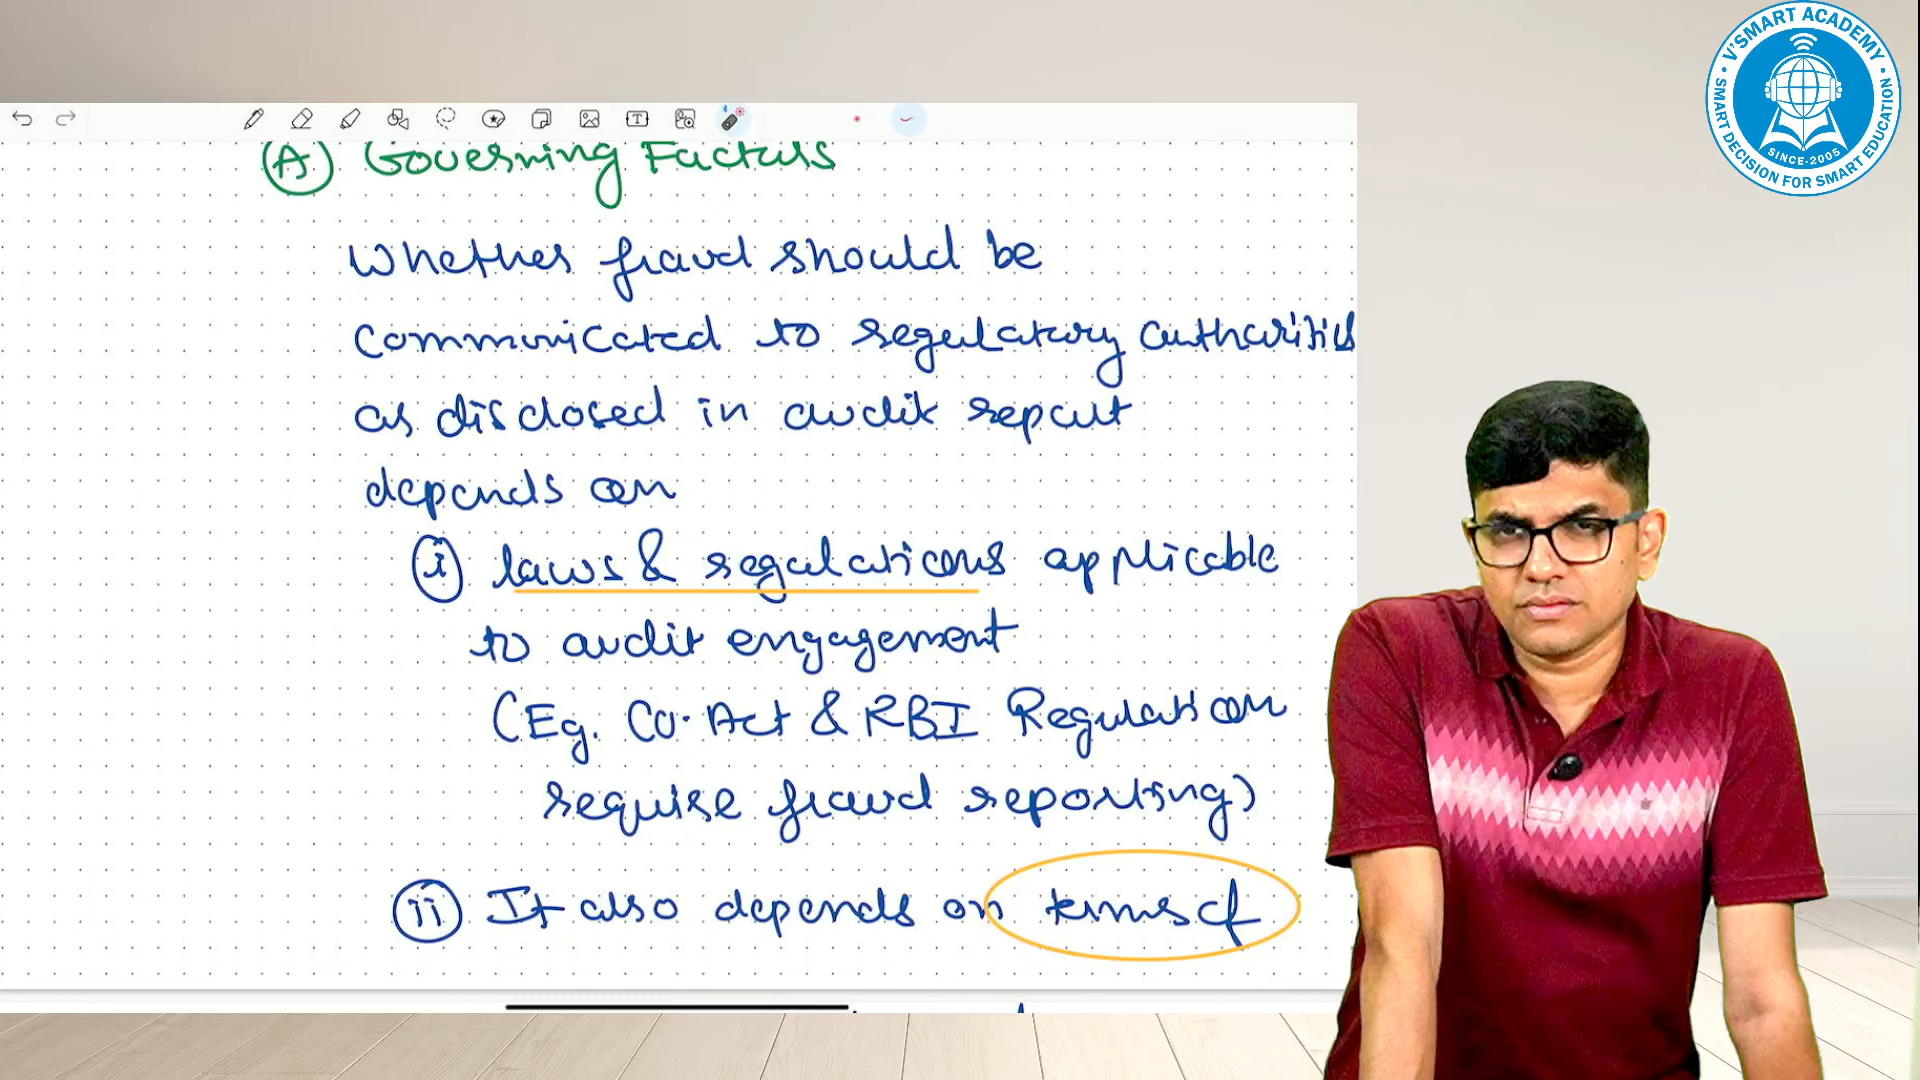 V'SMART ACADEMY
SMART DECISION FOR SMART EDUCATION
SINCE-2005
(A) Governing Factors
Whether fraud should be
communicated to regulatory authorities
as disclosed in audit report
depends on
(i) laws & regulations applicable
to audit engagement
(Eg. Co. Act & RBI Regulation
require fraud reporting)
(ii) It also depends on terms of